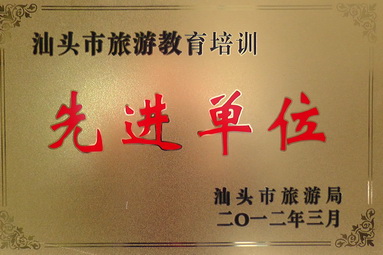 汕头市旅游教育培训
先进单位
汕头市旅游局
二〇一二年三月